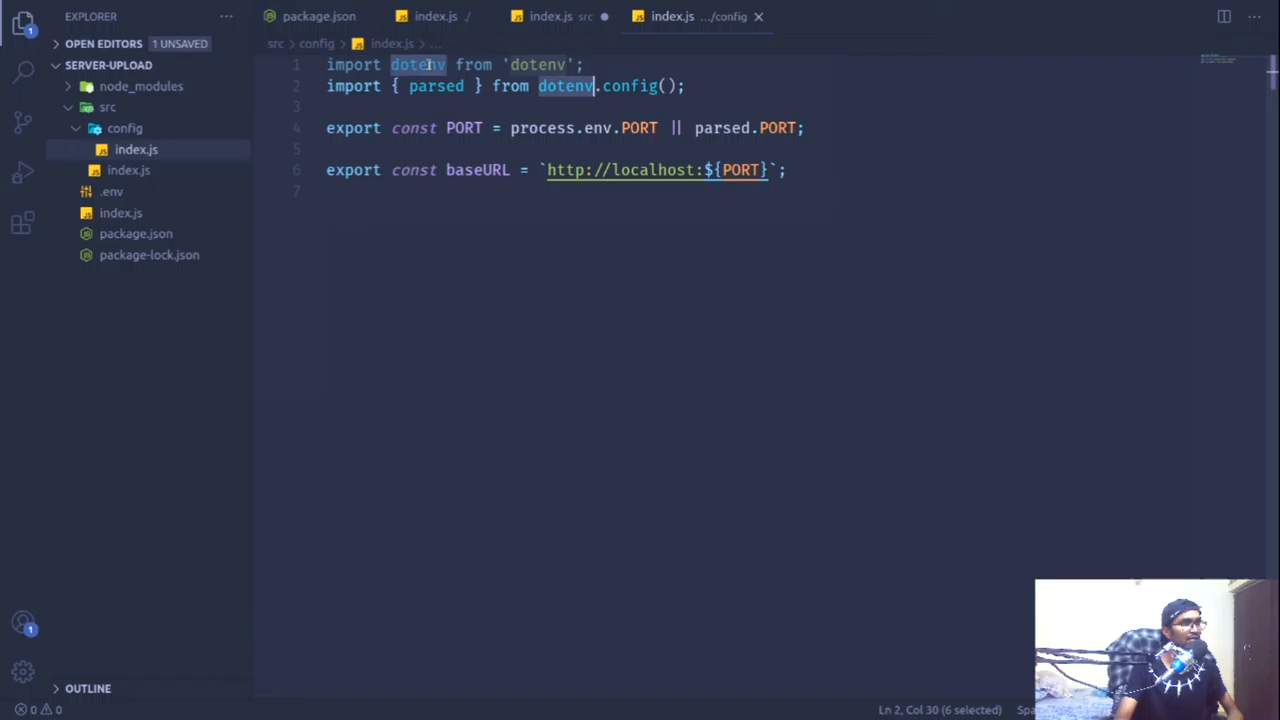 EXPLORER
package.json
index.js ./
index.js src
index.js .../config
OPEN EDITORS 1 UNSAVED
src › config › index.js › ...
SERVER-UPLOAD
node_modules
src
config
index.js
index.js
.env
index.js
package.json
package-lock.json
1 import dotenv from 'dotenv';
2 import { parsed } from dotenv.config();
3
4 export const PORT = process.env.PORT || parsed.PORT;
5
6 export const baseURL = `http://localhost:${PORT}`;
7
1
1
OUTLINE
0 0
Ln 2, Col 30 (6 selected)